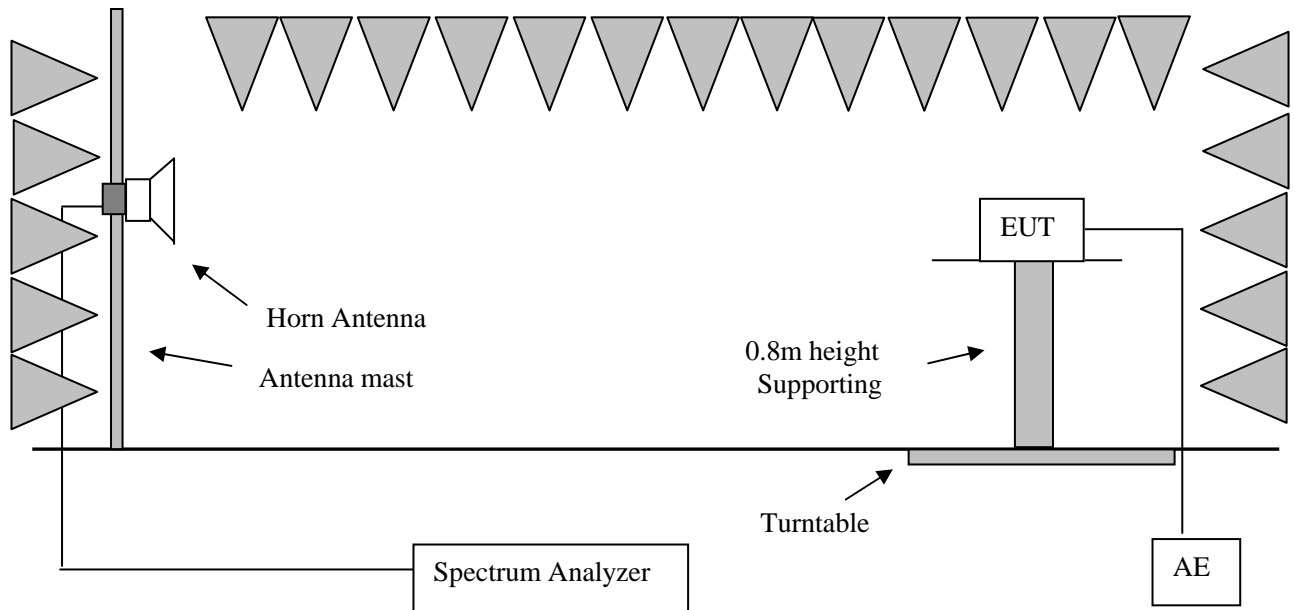 EUT
Horn Antenna
Antenna mast
0.8m height
Supporting
Turntable
Spectrum Analyzer
AE